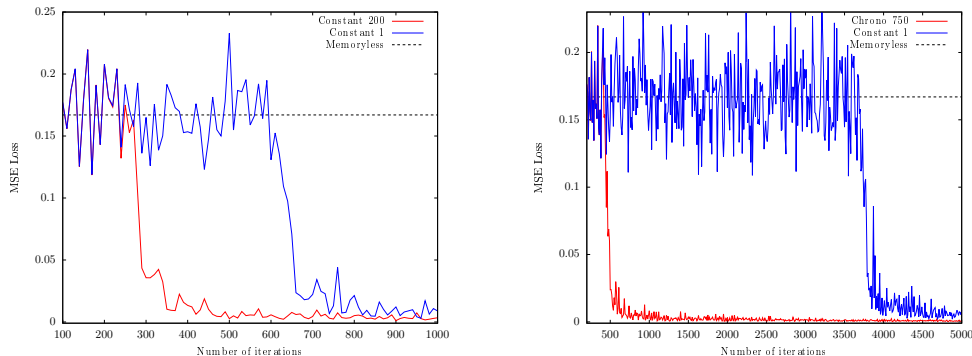 0.25
0.2
0.15
0.1
0.05
0
MSE Loss
Constant 200
Constant 1
Memoryless
100 200 300 400 500 600 700 800 900 1000
Number of iterations
0.2
0.15
0.1
0.05
0
MSE Loss
Chrono 750
Constant 1
Memoryless
500 1000 1500 2000 2500 3000 3500 4000 4500 5000
Number of iterations